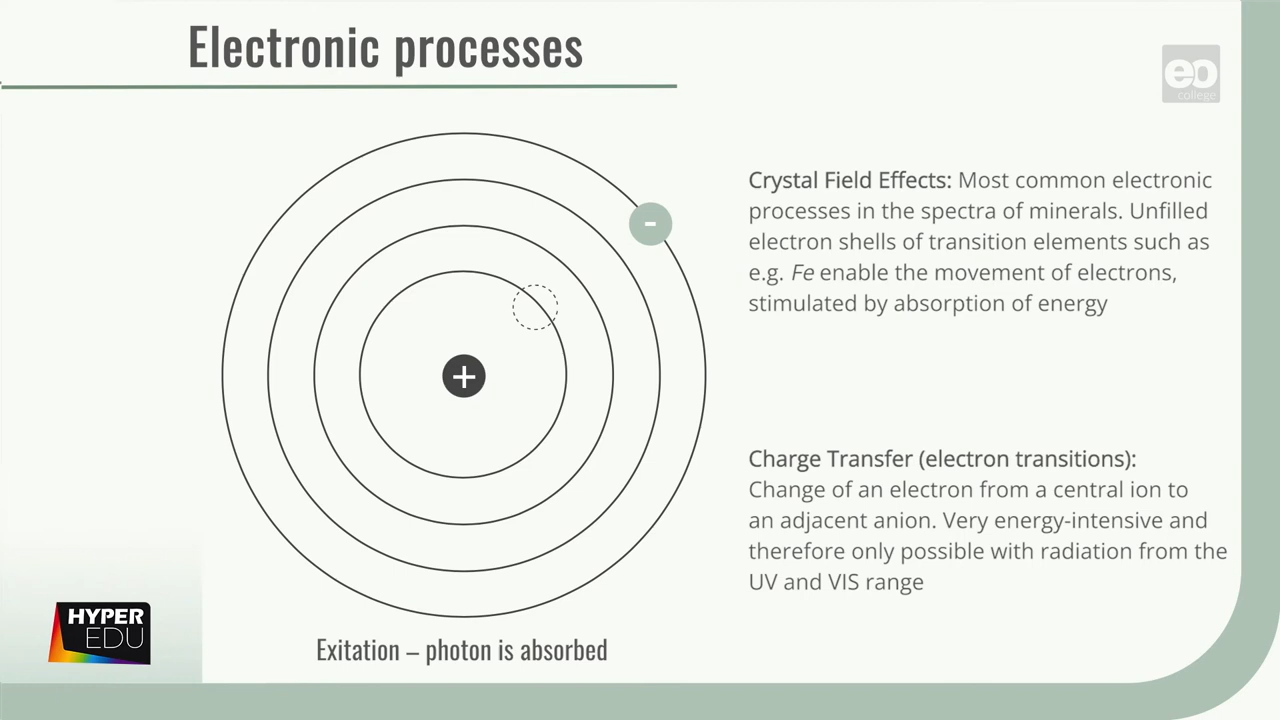 Electronic processes
eo
college
Crystal Field Effects: Most common electronic
processes in the spectra of minerals. Unfilled
electron shells of transition elements such as
e.g. Fe enable the movement of electrons,
stimulated by absorption of energy
-
+
Charge Transfer (electron transitions):
Change of an electron from a central ion to
an adjacent anion. Very energy-intensive and
therefore only possible with radiation from the
UV and VIS range
HYPER
EDU
Exitation – photon is absorbed